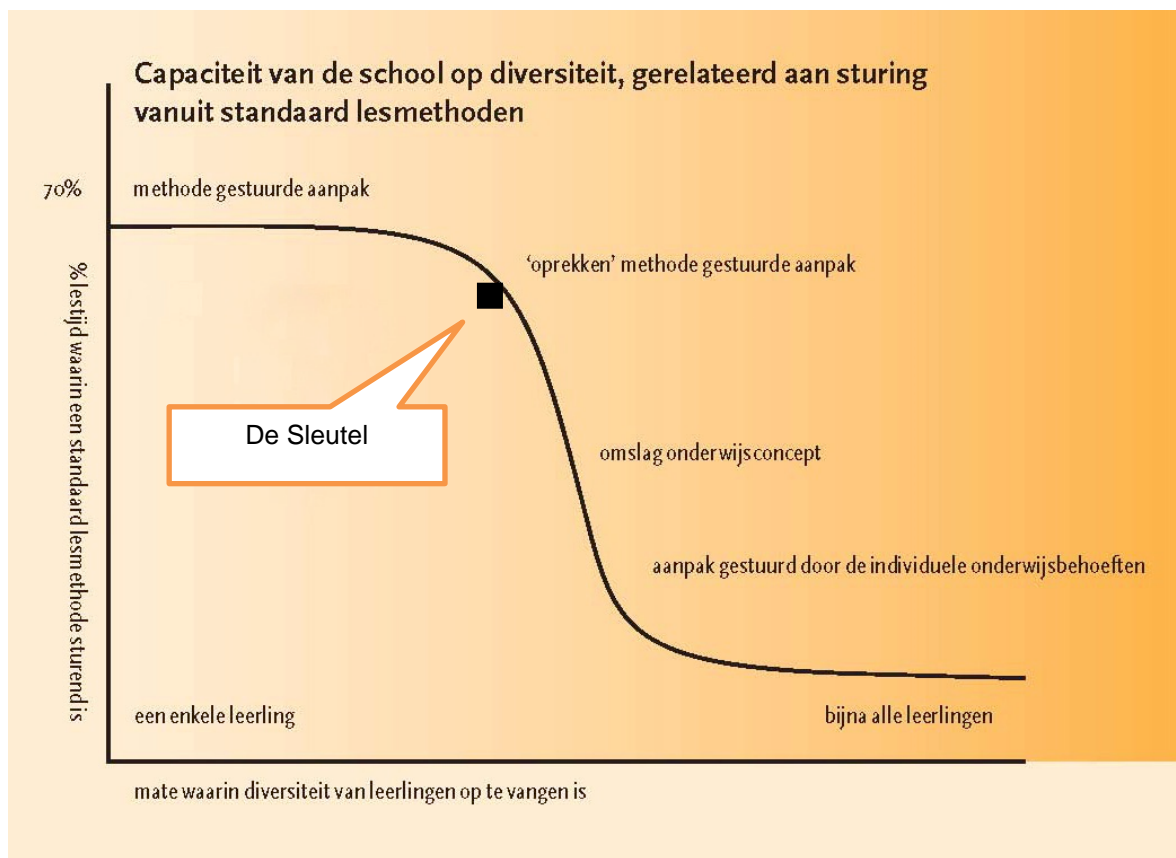 Capaciteit van de school op diversiteit, gerelateerd aan sturing
vanuit standaard lesmethoden
70%
methode gestuurde aanpak
'oprekken' methode gestuurde aanpak
% lestijd waarin een standaard lesmethode sturend is
De Sleutel
omslag onderwijsconcept
aanpak gestuurd door de individuele onderwijsbehoeften
een enkele leerling
bijna alle leerlingen
mate waarin diversiteit van leerlingen op te vangen is